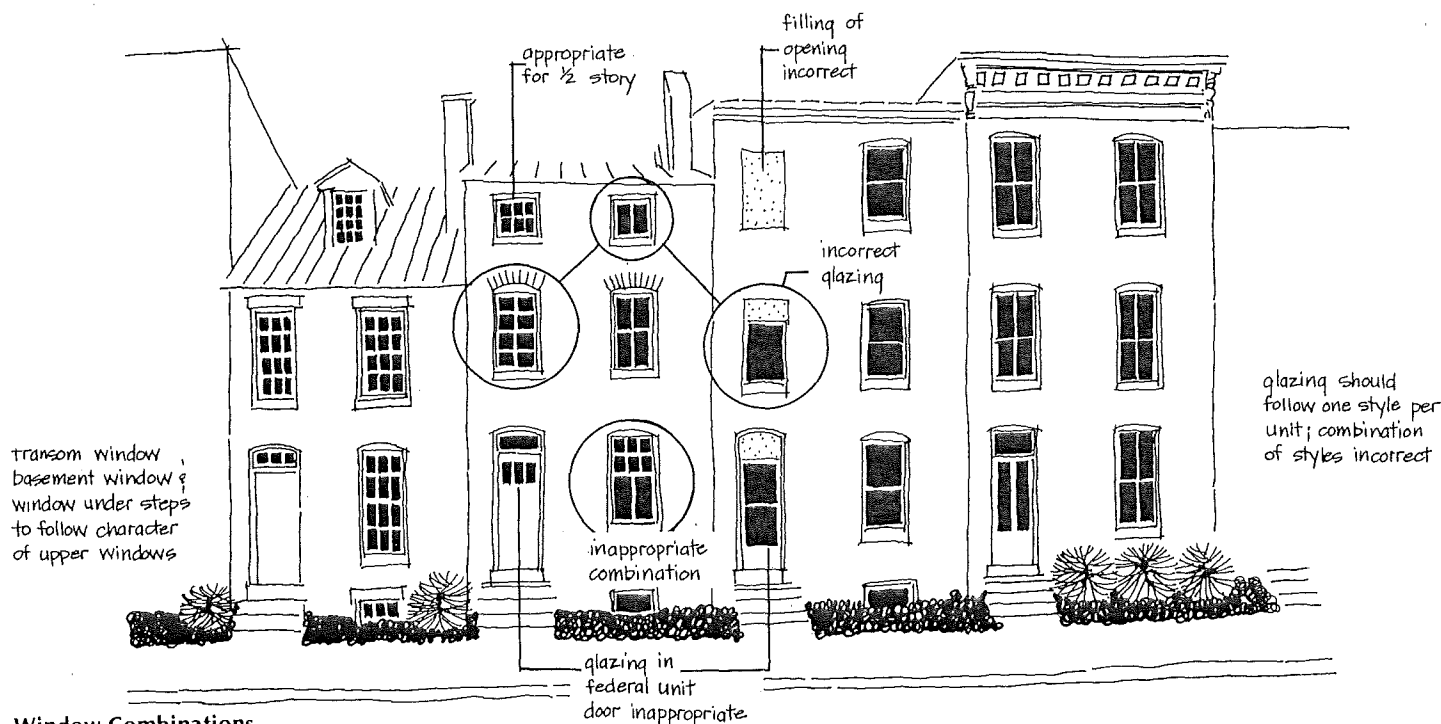 filling of
opening
incorrect
appropriate
for ½ story
incorrect
glazing
glazing should
follow one style per
unit; combination
of styles incorrect
transom window
basement window &
window under steps
to follow character
of upper windows
inappropriate
combination
glazing in
federal unit
door inappropriate
Window Combinations